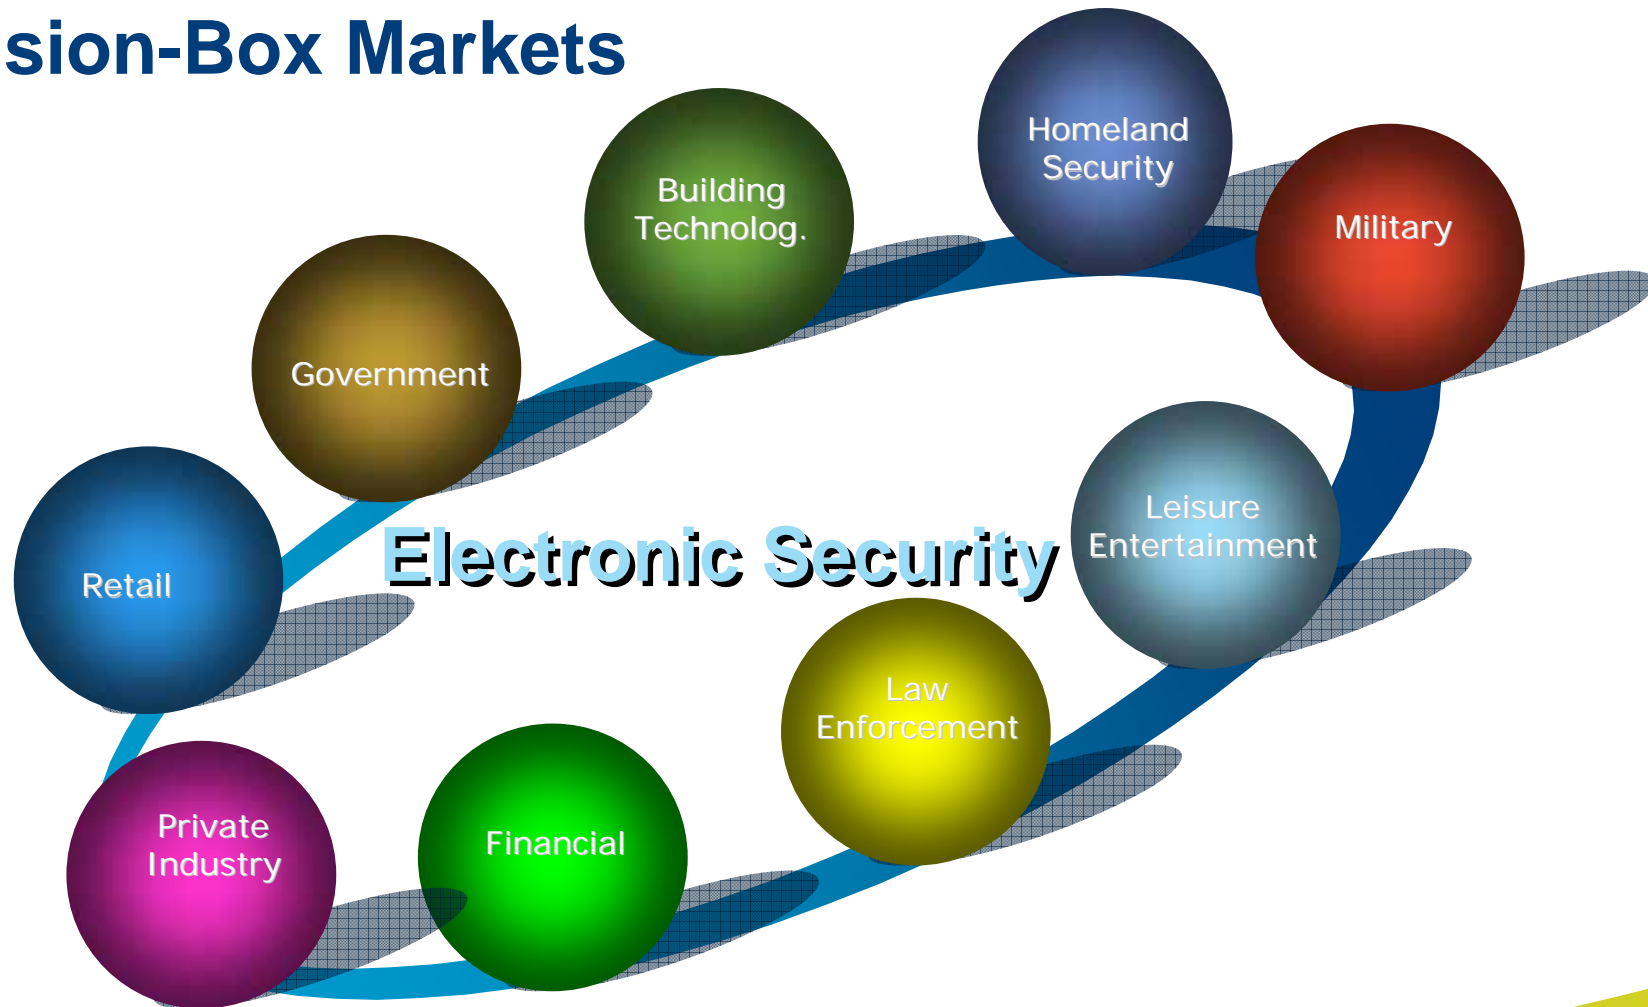 sion-Box Markets
Homeland
Security
Building
Technolog.
Military
Government
Leisure
Entertainment
Electronic Security
Retail
Law
Enforcement
Private
Industry
Financial